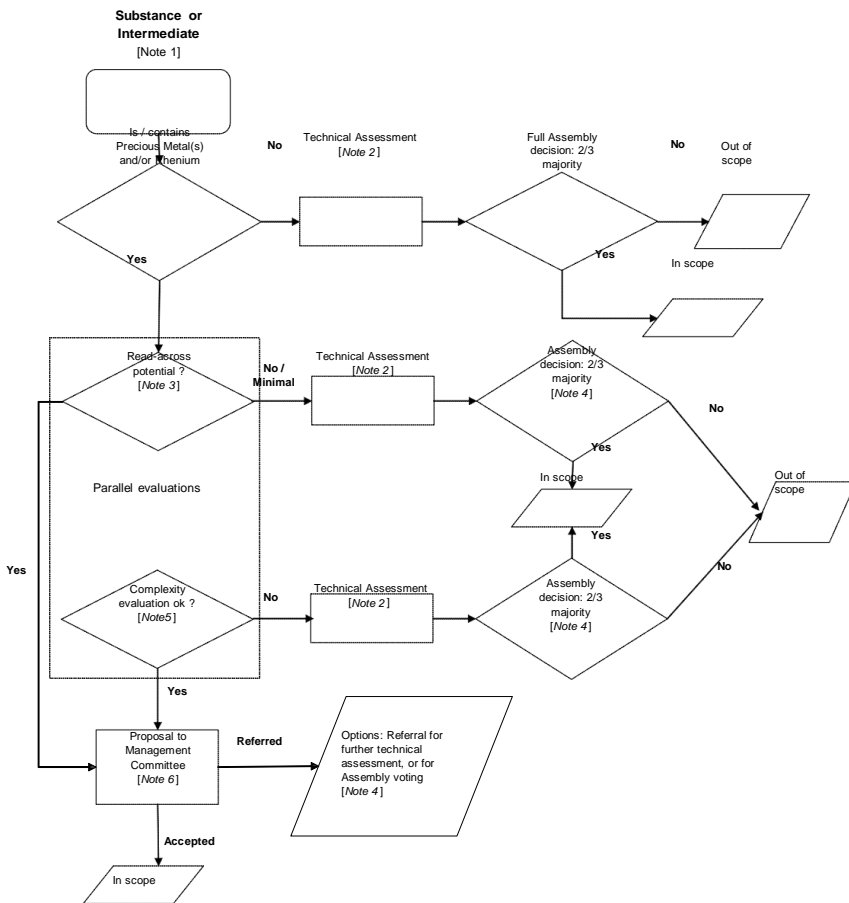 Substance or
Intermediate
[Note 1]
Is / contains
Precious Metal(s)
and/or Rhenium
No
Technical Assessment
[Note 2]
Full Assembly
decision: 2/3
majority
No
Out of
scope
Yes
Yes
In scope
Read-across
potential ?
[Note 3]
No /
Minimal
Technical Assessment
[Note 2]
Assembly
decision: 2/3
majority
[Note 4]
No
Yes
In scope
Out of
scope
Parallel evaluations
Yes
Yes
No
Complexity
evaluation ok ?
[Note5]
No
Technical Assessment
[Note 2]
Assembly
decision: 2/3
majority
[Note 4]
Yes
Proposal to
Management
Committee
[Note 6]
Referred
Options: Referral for
further technical
assessment, or for
Assembly voting
[Note 4]
Accepted
In scope